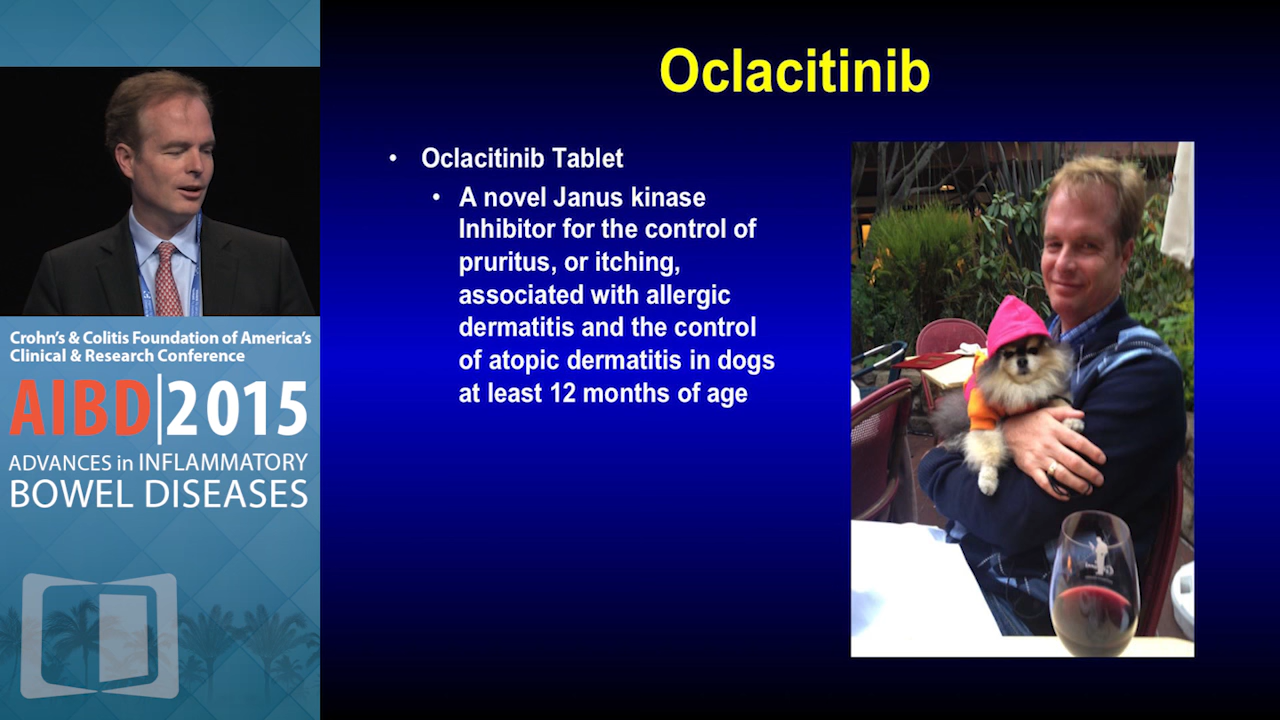 Oclacitinib
• Oclacitinib Tablet
• A novel Janus kinase
Inhibitor for the control of
pruritus, or itching,
associated with allergic
dermatitis and the control
of atopic dermatitis in dogs
at least 12 months of age
Crohn's & Colitis Foundation of America's
Clinical & Research Conference
AIBD|2015
ADVANCES in INFLAMMATORY
BOWEL DISEASES